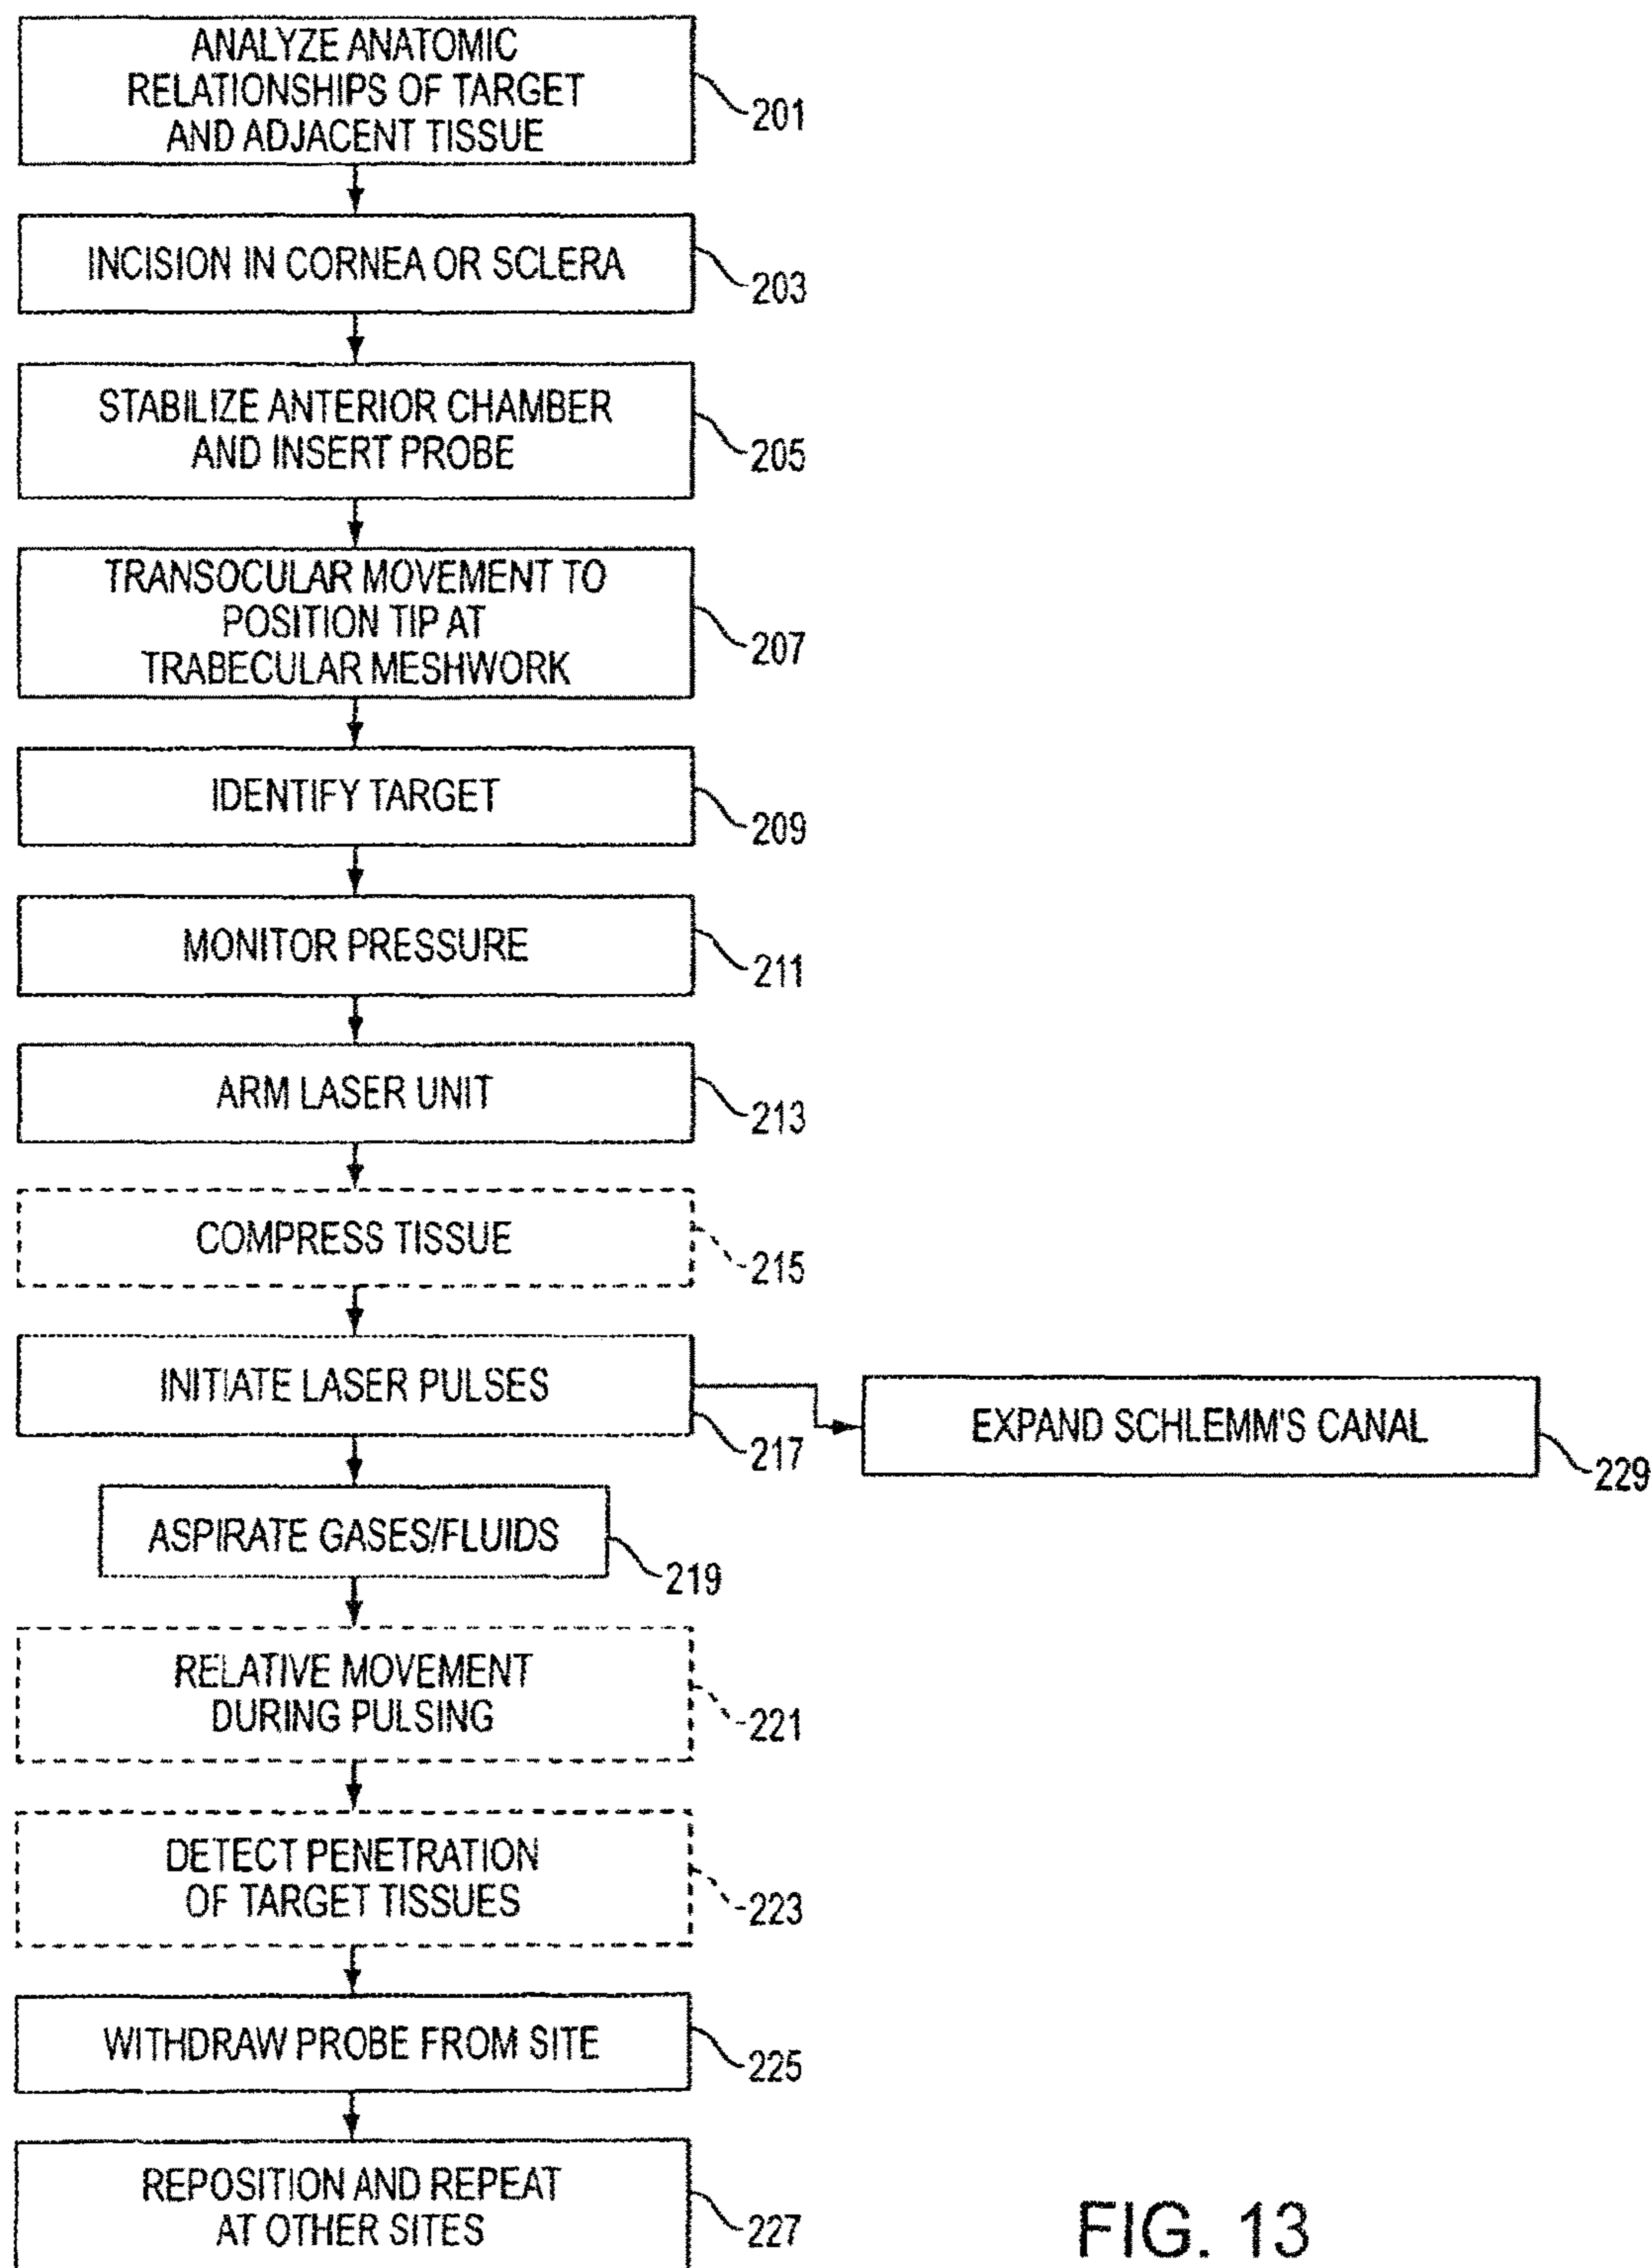 ANALYZE ANATOMIC
RELATIONSHIPS OF TARGET
AND ADJACENT TISSUE
201
INCISION IN CORNEA OR SCLERA
203
STABILIZE ANTERIOR CHAMBER
AND INSERT PROBE
205
TRANSOCULAR MOVEMENT TO
POSITION TIP AT
TRABECULAR MESHWORK
207
IDENTIFY TARGET
209
MONITOR PRESSURE
211
ARM LASER UNIT
213
COMPRESS TISSUE
215
INITIATE LASER PULSES
217
EXPAND SCHLEMM'S CANAL
229
ASPIRATE GASES/FLUIDS
219
RELATIVE MOVEMENT
DURING PULSING
221
DETECT PENETRATION
OF TARGET TISSUES
223
WITHDRAW PROBE FROM SITE
225
REPOSITION AND REPEAT
AT OTHER SITES
227
FIG. 13